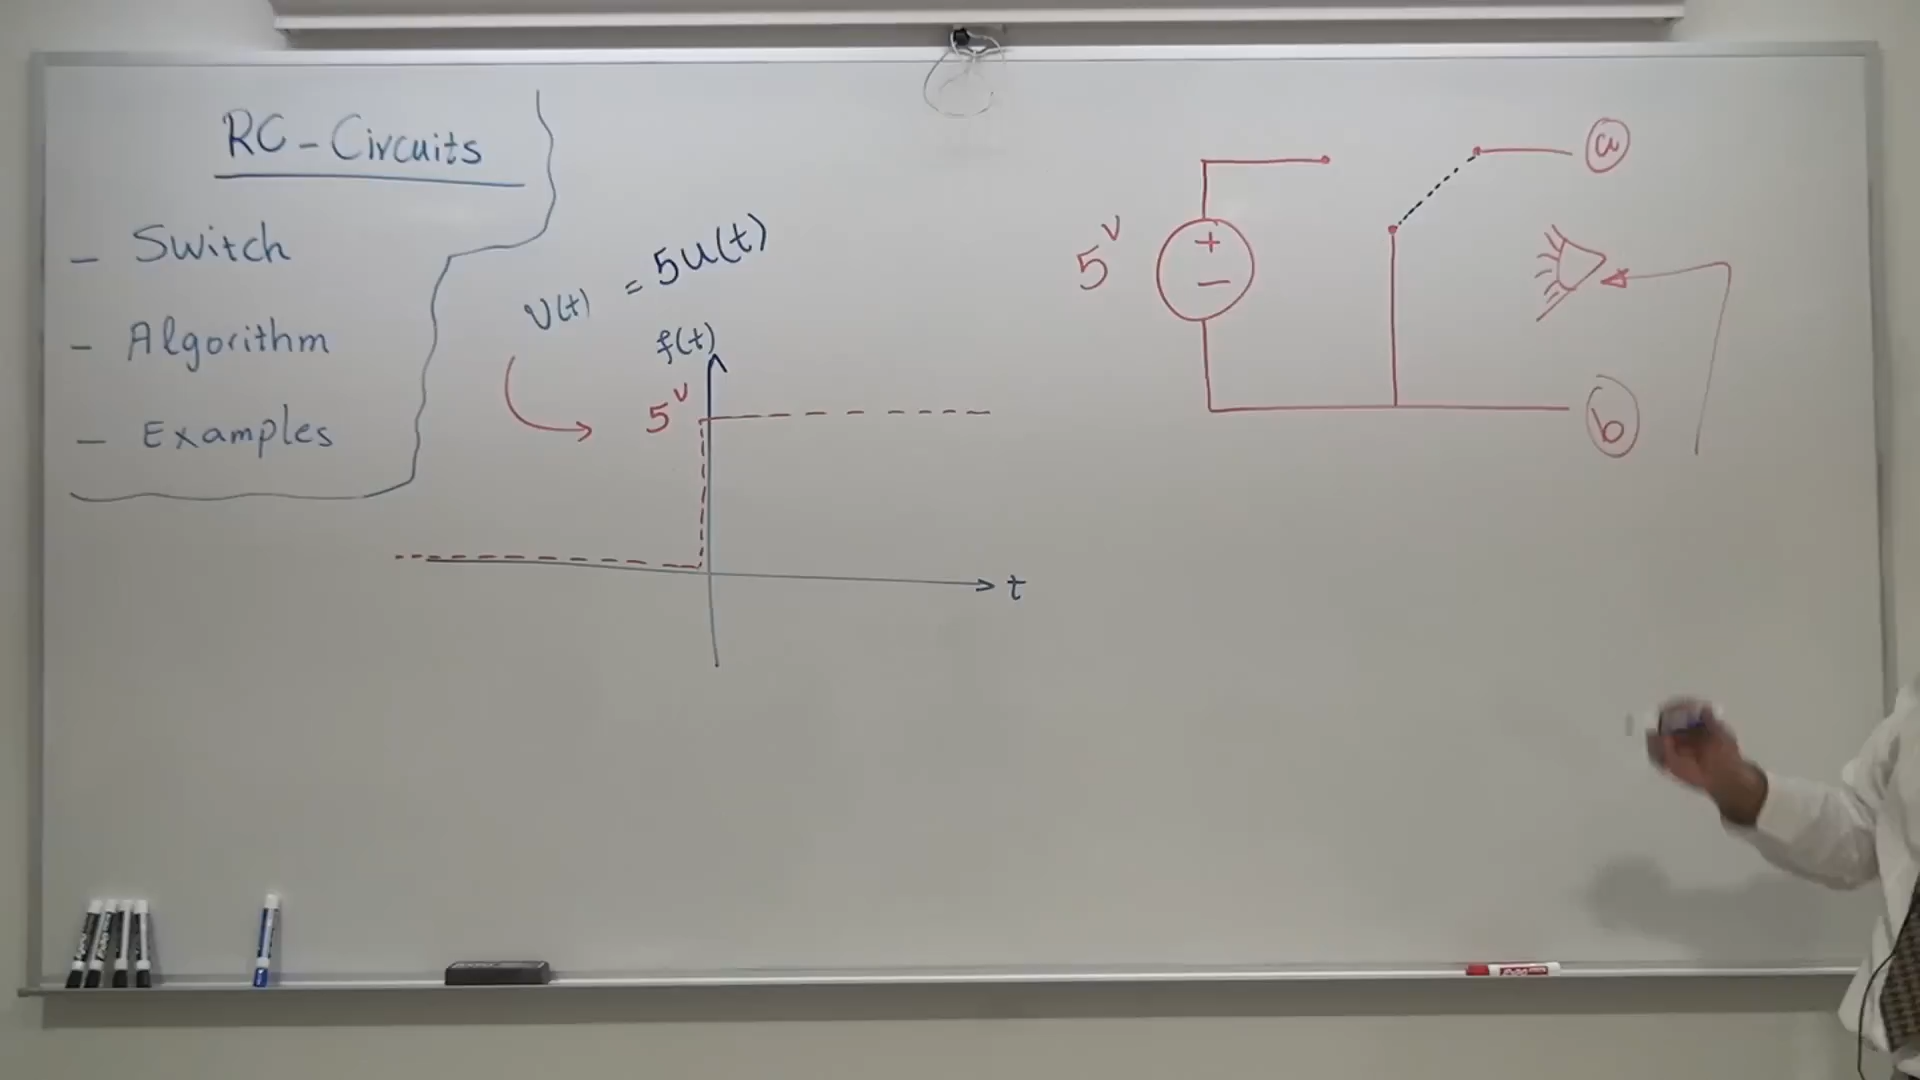 RC-Circuits
- Switch
- Algorithm
- Examples
v(t) = 5u(t)
f(t)
5V
t
5V
+
-
a
b